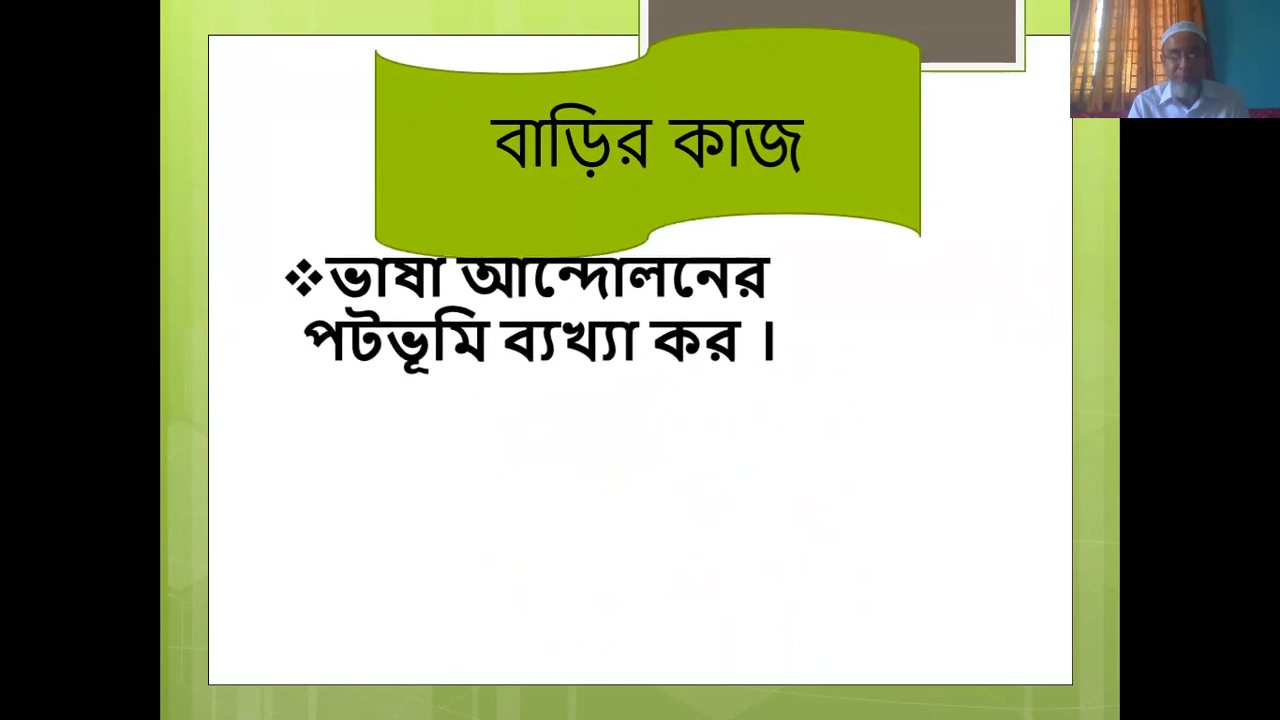 বাড়ির কাজ
❖ভাষা আন্দোলনের
পটভূমি ব্যখ্যা কর ।